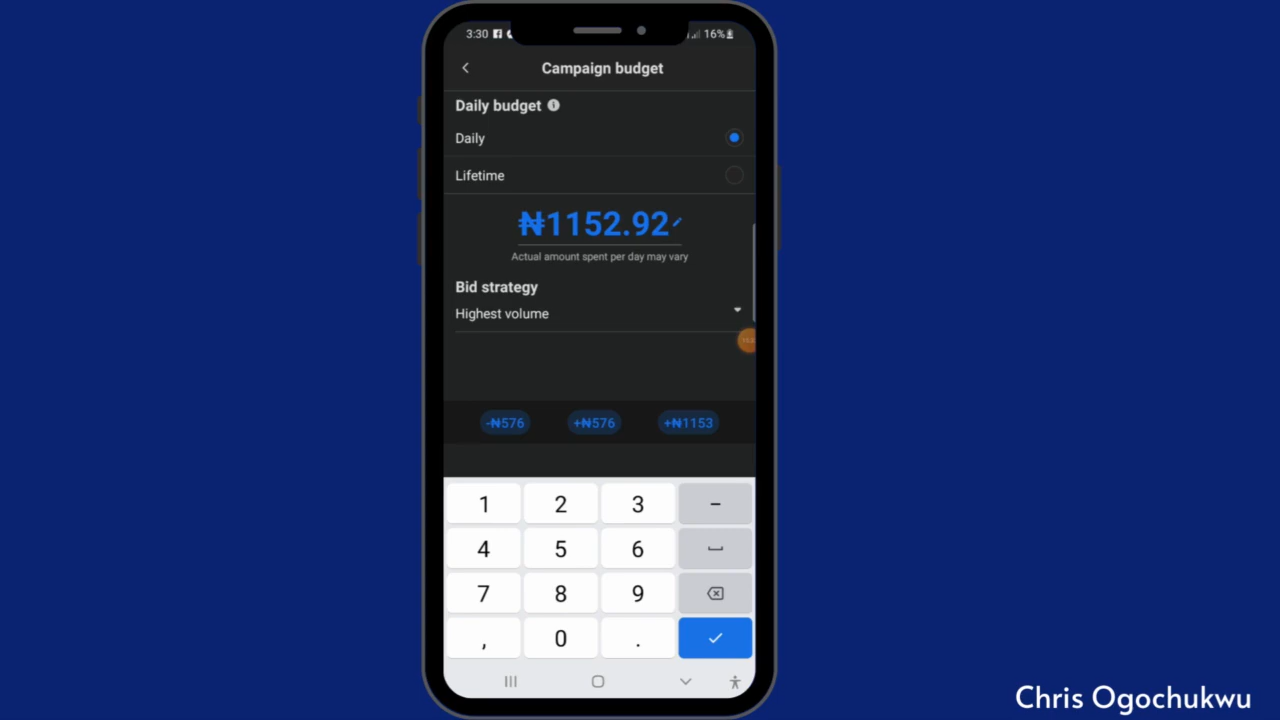 3:30
16%
Campaign budget
Daily budget
Daily
Lifetime
₦1152.92
Actual amount spent per day may vary
Bid strategy
Highest volume
-₦576 +₦576 +₦1153
1 2 3 -
4 5 6
7 8 9
, 0 .
Chris Ogochukwu